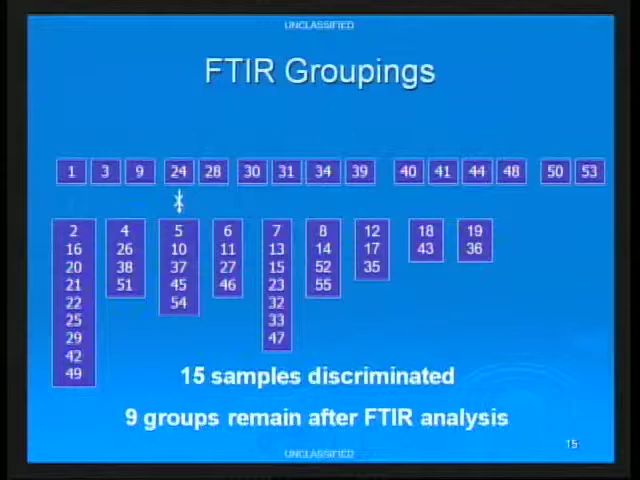 UNCLASSIFIED
FTIR Groupings
1 3 9 24 28 30 31 34 39 40 41 44 48 50 53
2 4 5 6 7 8 12 18 19
16 26 10 11 13 14 17 43 36
20 38 37 27 15 52 35
21 51 45 46 23 55
22 54 32
25 33
29 47
42
49
15 samples discriminated
9 groups remain after FTIR analysis
15
UNCLASSIFIED